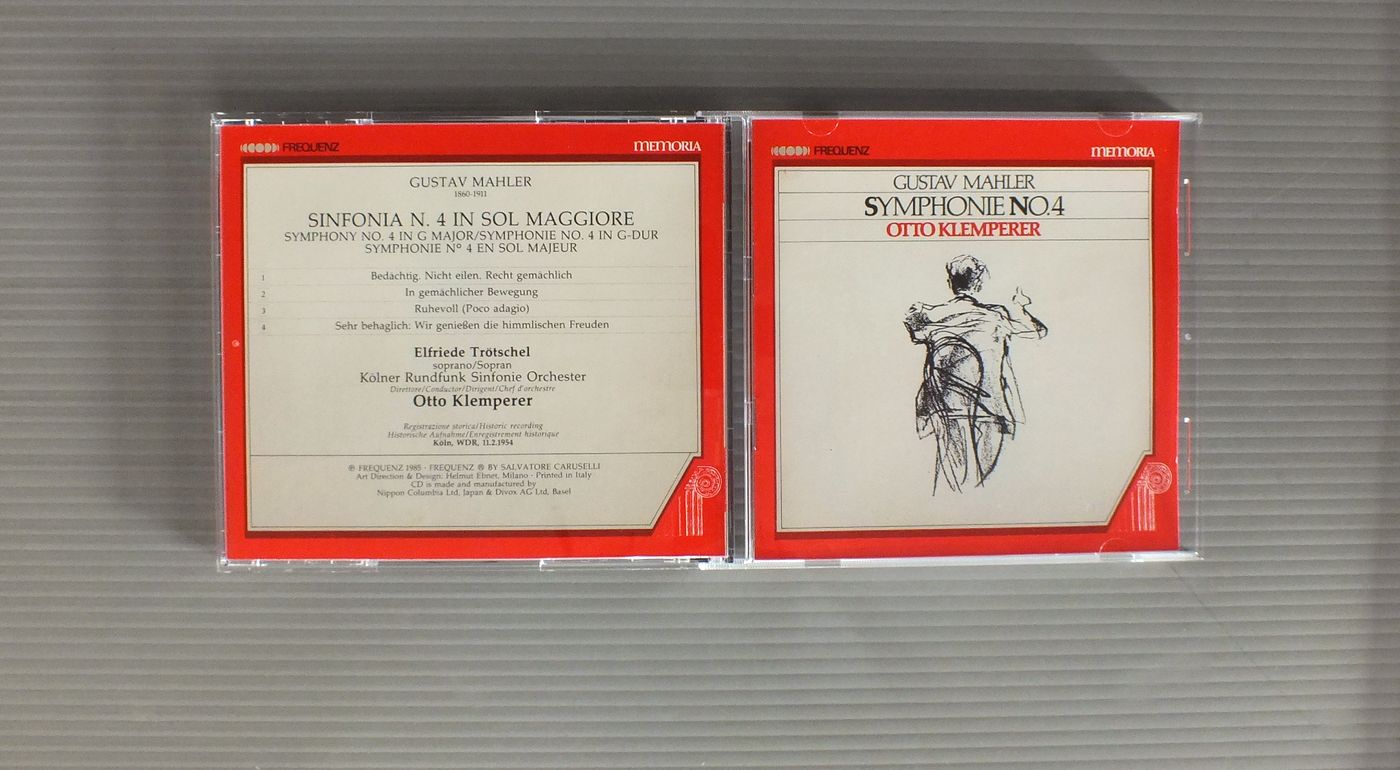 FREQUENZ
MEMORIA
GUSTAV MAHLER
1860-1911
SINFONIA N. 4 IN SOL MAGGIORE
SYMPHONY NO. 4 IN G MAJOR/SYMPHONIE NO. 4 IN G-DUR
SYMPHONIE Nº 4 EN SOL MAJEUR
1 Bedächtig. Nicht eilen. Recht gemächlich
2 In gemächlicher Bewegung
3 Ruhevoll (Poco adagio)
4 Sehr behaglich: Wir genießen die himmlischen Freuden
Elfriede Trötschel
soprano/Sopran
Kölner Rundfunk Sinfonie Orchester
Direttore/Conductor/Dirigent/Chef d'orchestre
Otto Klemperer
Registrazione storica/Historic recording
Historische Aufnahme/Enregistrement historique
Köln, WDR, 11.2.1954
℗ FREQUENZ 1985 - FREQUENZ ® BY SALVATORE CARUSELLI
Art Direction & Design: Helmut Ebnet, Milano - Printed in Italy
CD is made and manufactured by
Nippon Columbia Ltd, Japan & Divox AG Ltd, Basel
FREQUENZ
MEMORIA
GUSTAV MAHLER
SYMPHONIE NO.4
OTTO KLEMPERER